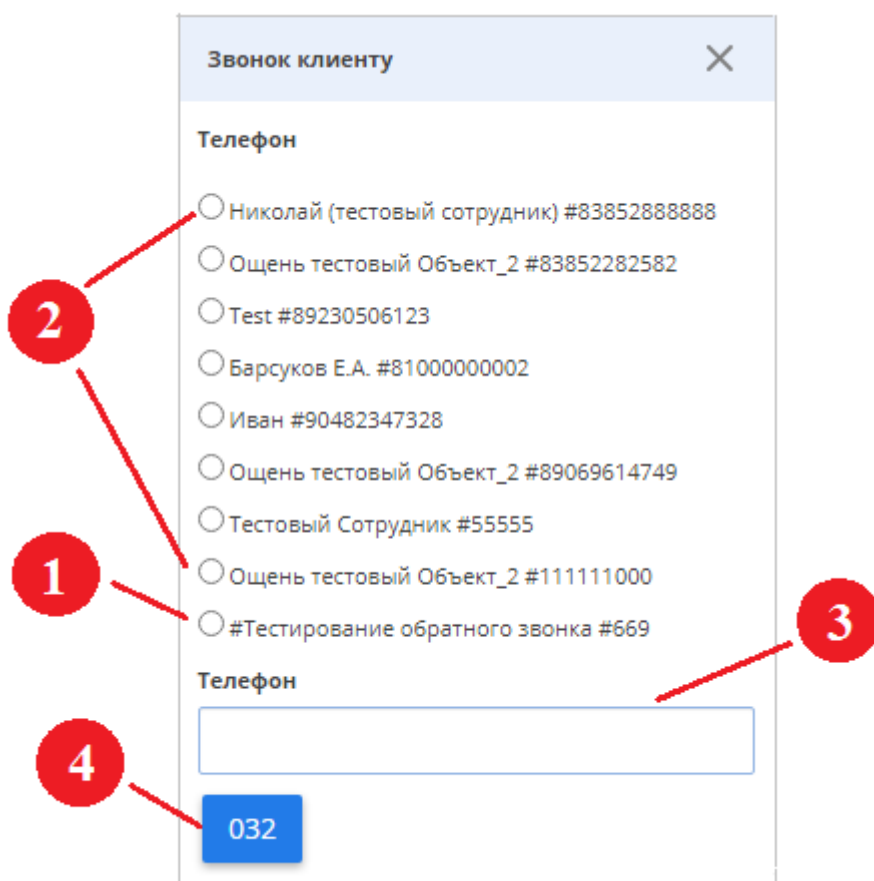 Звонок клиенту
Телефон
Николай (тестовый сотрудник) #83852888888
Ощень тестовый Объект_2 #83852282582
2
Test #89230506123
Барсуков Е.А. #81000000002
Иван #90482347328
Ощень тестовый Объект_2 #89069614749
Тестовый Сотрудник #55555
1
Ощень тестовый Объект_2 #111111000
#Тестирование обратного звонка #669
3
Телефон
4
032